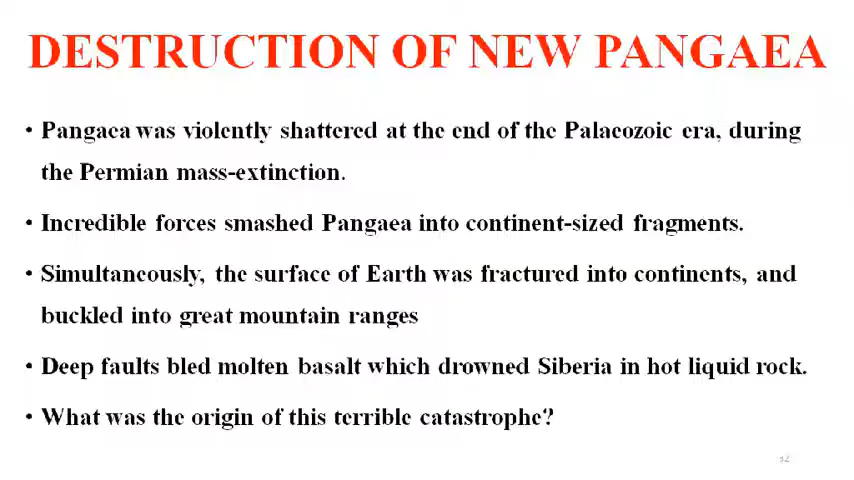 DESTRUCTION OF NEW PANGAEA
• Pangaea was violently shattered at the end of the Palaeozoic era, during
the Permian mass-extinction.
• Incredible forces smashed Pangaea into continent-sized fragments.
• Simultaneously, the surface of Earth was fractured into continents, and
buckled into great mountain ranges
• Deep faults bled molten basalt which drowned Siberia in hot liquid rock.
• What was the origin of this terrible catastrophe?